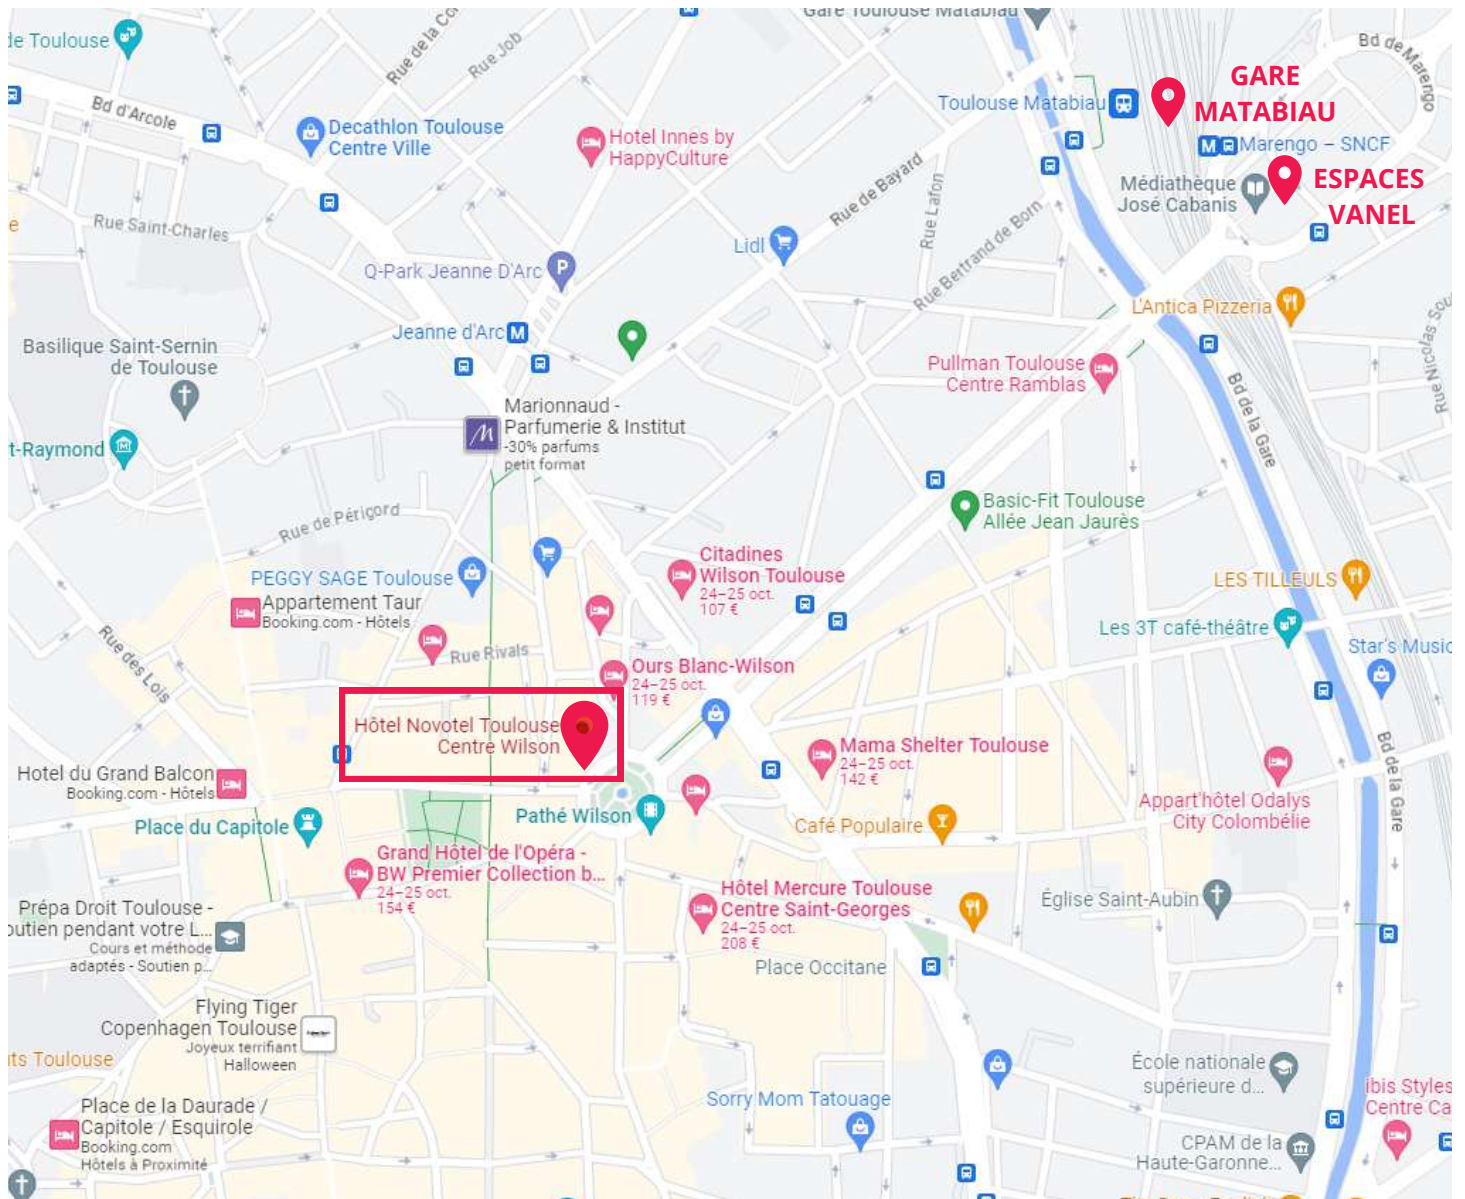 Gare Toulouse Matabiau
de Toulouse
Rue de la Co
Rue Job
Bd de Marengo
GARE
MATABIAU
Toulouse Matabiau
Bd d'Arcole
Decathlon Toulouse
Centre Ville
Hotel Innes by
HappyCulture
M
Marengo – SNCF
Médiathèque
José Cabanis
ESPACES
VANEL
Rue de Bayard
Rue Lafon
Rue Saint-Charles
e
Lidl
Rue Bertrand de Born
Q-Park Jeanne D'Arc
P
L'Antica Pizzeria
Jeanne d'Arc
M
Basilique Saint-Sernin
de Toulouse
Pullman Toulouse
Centre Ramblas
Rue Nicolas Sou
Bd de la Gare
M
Marionnaud -
Parfumerie & Institut
-30% parfums
petit format
t-Raymond
Basic-Fit Toulouse
Allée Jean Jaurès
Rue de Périgord
Citadines
Wilson Toulouse
24–25 oct.
107 €
PEGGY SAGE Toulouse
LES TILLEULS
Appartement Taur
Booking.com - Hôtels
Les 3T café-théâtre
Star's Music
Rue des Lois
Rue Rivals
Ours Blanc-Wilson
24–25 oct.
119 €
Hôtel Novotel Toulouse
Centre Wilson
Mama Shelter Toulouse
24–25 oct.
142 €
Bd de la Gare
Hotel du Grand Balcon
Booking.com - Hôtels
Appart'hôtel Odalys
City Colombélie
Place du Capitole
Pathé Wilson
Café Populaire
Grand Hôtel de l'Opéra -
BW Premier Collection b...
24–25 oct.
154 €
Hôtel Mercure Toulouse
Centre Saint-Georges
24–25 oct.
208 €
Église Saint-Aubin
Prépa Droit Toulouse -
outien pendant votre L...
Cours et méthode
adaptés - Soutien p...
Place Occitane
Flying Tiger
Copenhagen Toulouse
Joyeux terrifiant
Halloween
uts Toulouse
École nationale
supérieure d...
ibis Styles
Centre Ca
Sorry Mom Tatouage
Place de la Daurade /
Capitole / Esquirole
Booking.com
Hôtels à Proximité
CPAM de la
Haute-Garonne...